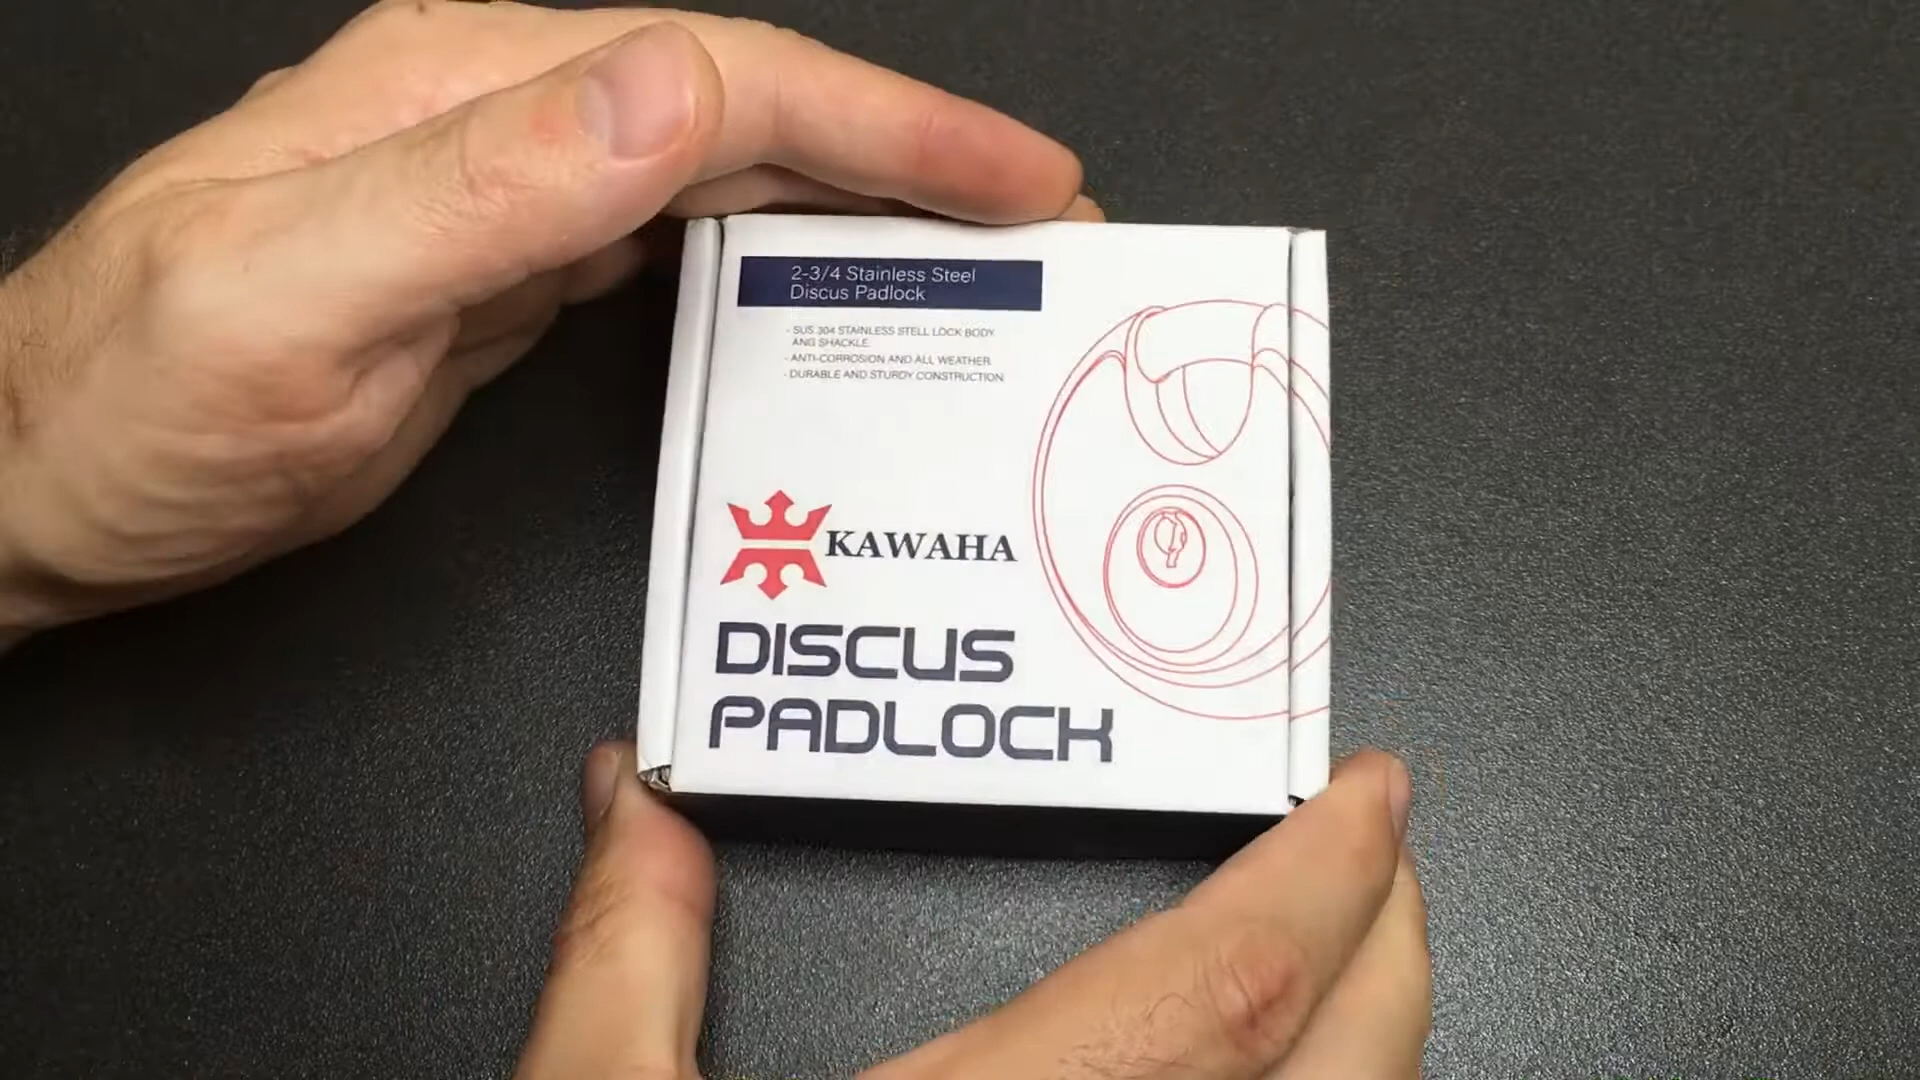 2-3/4 Stainless Steel
Discus Padlock
- SUS 304 STAINLESS STELL LOCK BODY
ANG SHACKLE.
- ANTI-CORROSION AND ALL WEATHER.
- DURABLE AND STURDY CONSTRUCTION.
KAWAHA
DISCUS
PADLOCK